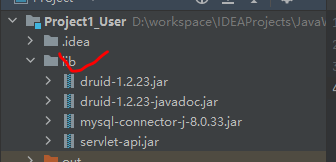 Project
Project1_User D:\workspace\IDEAProjects\Java\
.idea
lib
druid-1.2.23.jar
druid-1.2.23-javadoc.jar
mysql-connector-j-8.0.33.jar
servlet-api.jar
out